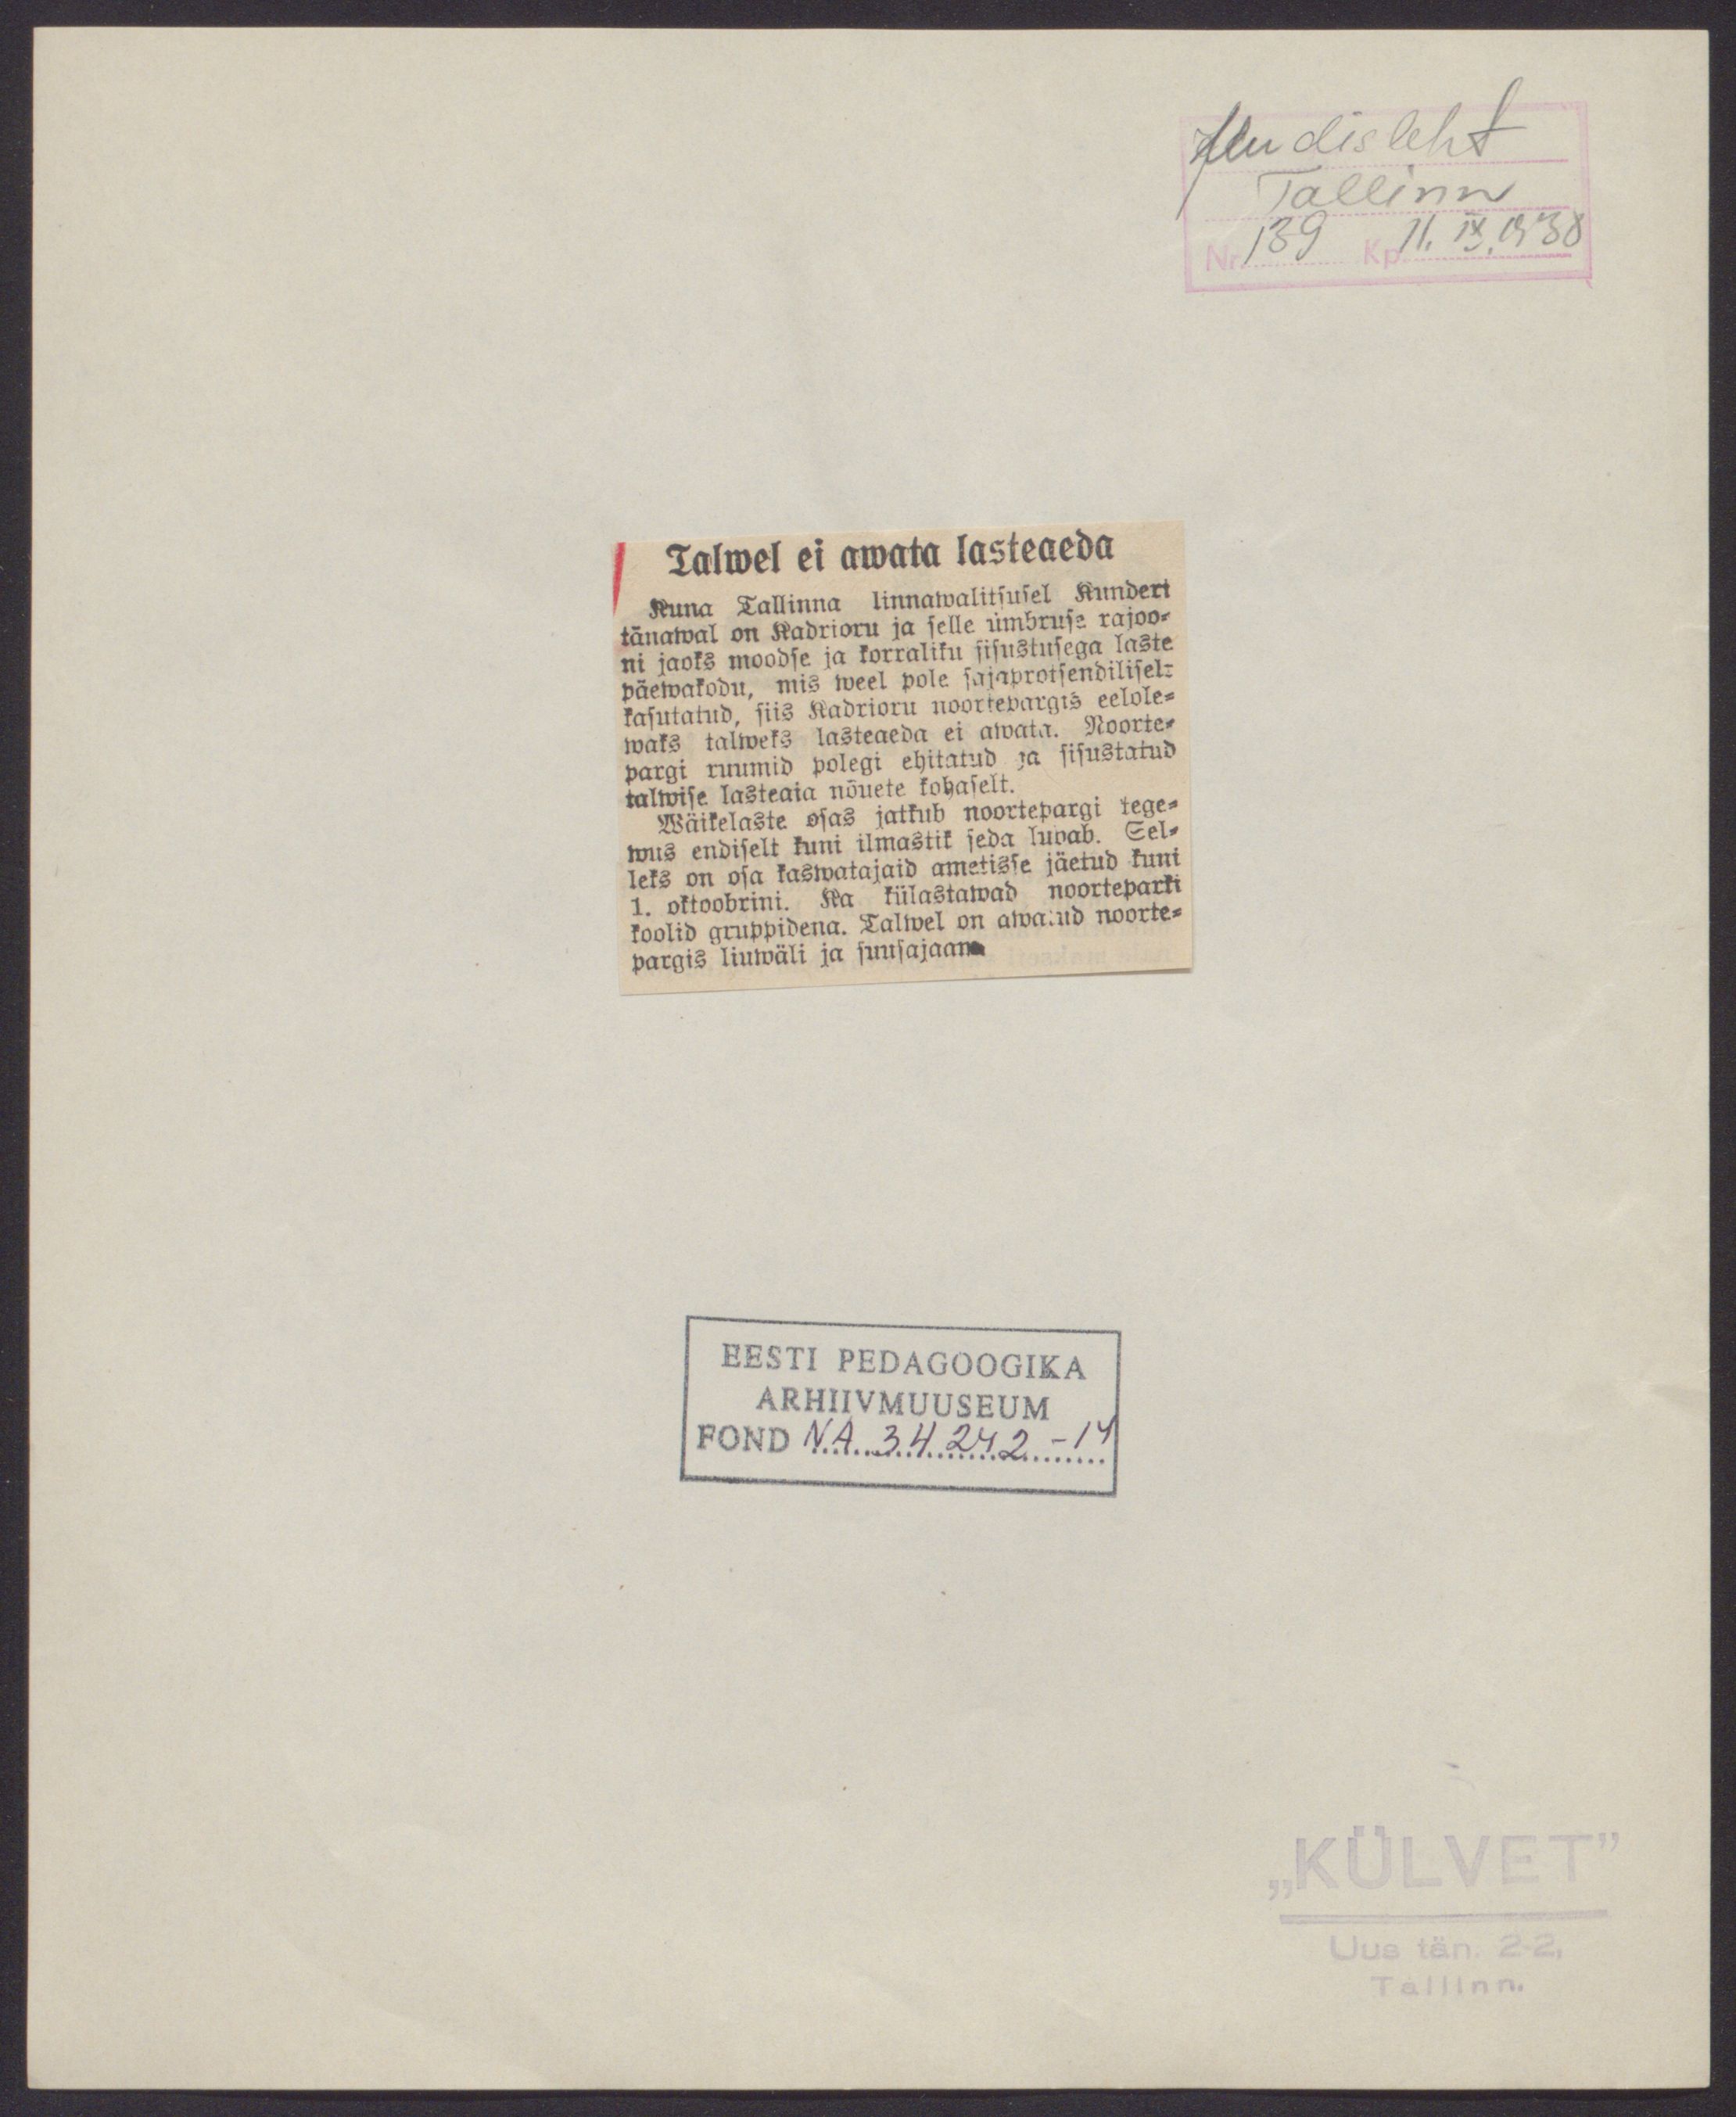 Uudisleht
Tallinn
Nr. 139 Kp. 11. IX. 1938
Talwel ei awata lasteaeda
Kuna Tallinna linnawalitsusel Kunderi
tänawal on Kadrioru ja selle ümbruse rajoo-
ni jaoks moodse ja korraliku sisustusega laste
päewakodu, mis weel pole sajaprotsendiliselt
kasutatud, siis Kadrioru noortepargis eelole-
waks talweks lasteaeda ei awata. Noorte-
pargi ruumid polegi ehitatud ja sisustatud
talwise lasteaia nõuete kohaselt.
Wäikelaste osas jatkub noortepargi tege-
wus endiselt kuni ilmastik seda lubab. Sel-
leks on osa kaswatajaid ametisse jäetud kuni
1. oktoobrini. Ka külastawad noorteparki
koolid gruppidena. Talwel on awatud noorte-
pargis liuwäli ja suusajaam
EESTI PEDAGOOGIKA
ARHIIVMUUSEUM
FOND N.A. 34 242 -14
„KÜLVET”
Uus tän. 2-2,
Tallinn.